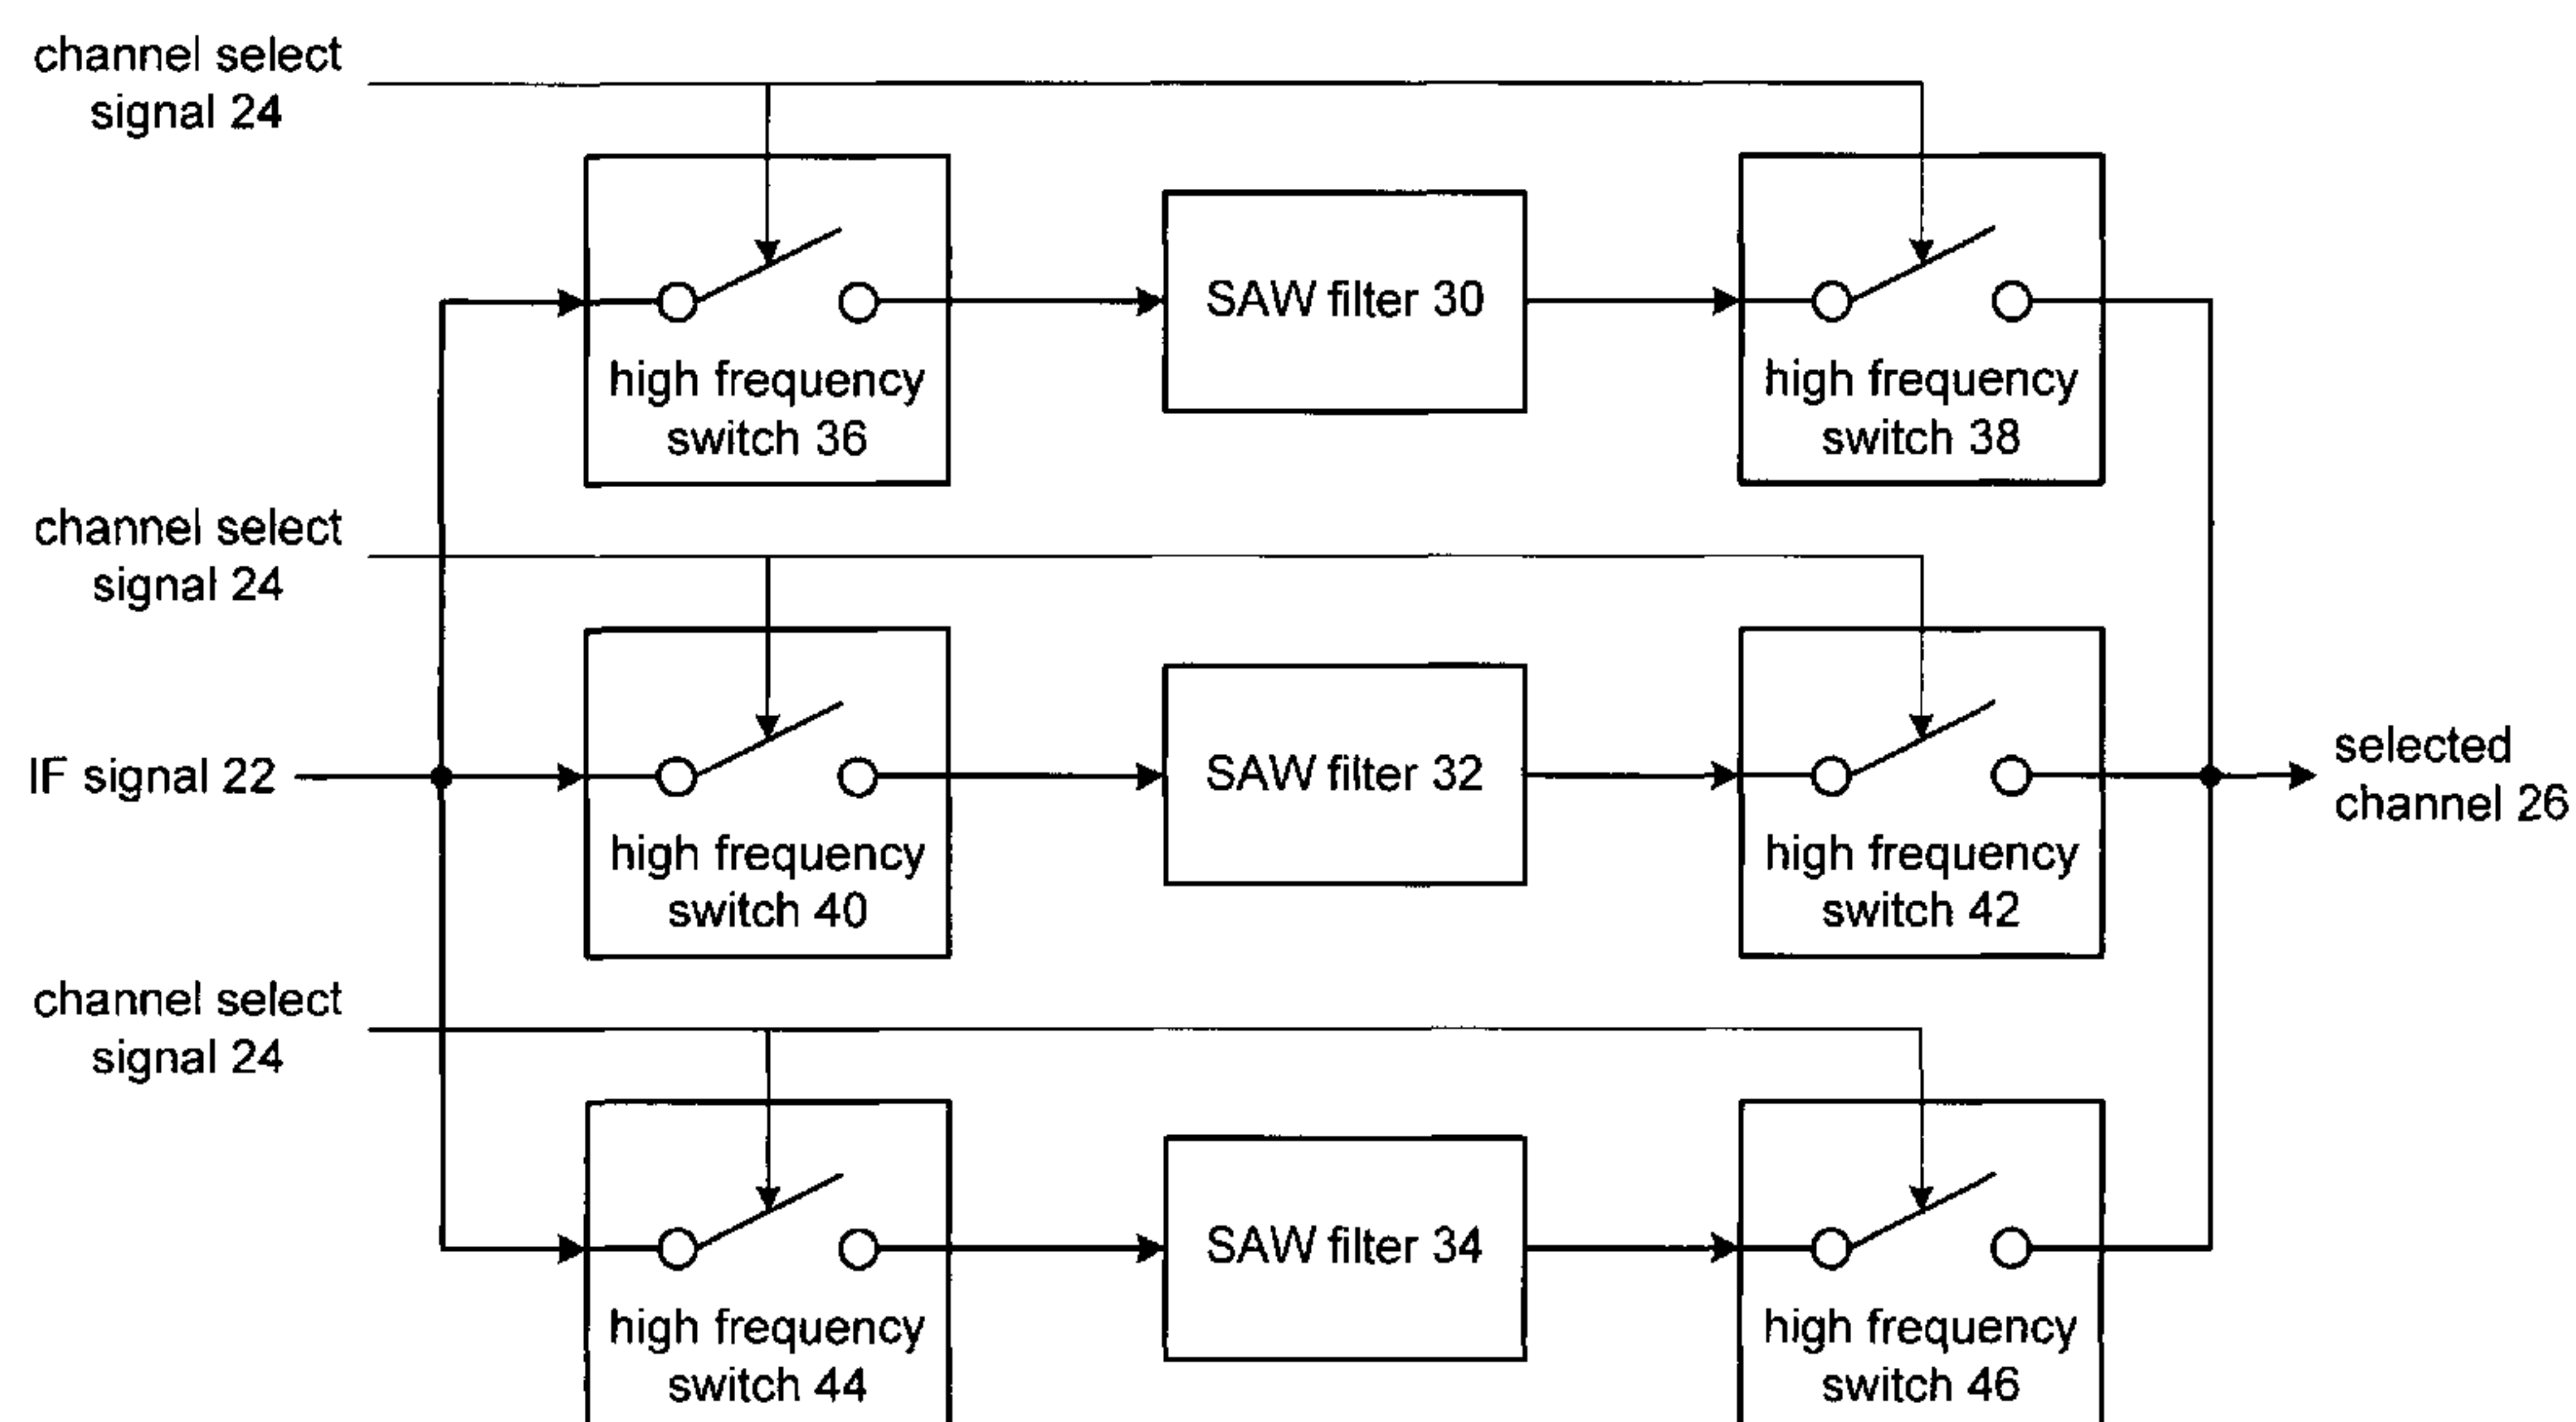 channel select
signal 24
high frequency
switch 36
SAW filter 30
high frequency
switch 38
channel select
signal 24
IF signal 22
high frequency
switch 40
SAW filter 32
high frequency
switch 42
selected
channel 26
channel select
signal 24
high frequency
switch 44
SAW filter 34
high frequency
switch 46